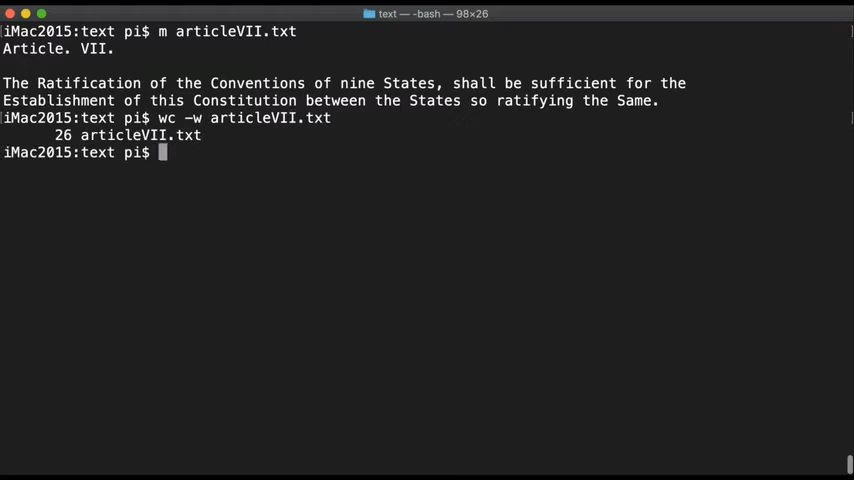 text — -bash — 98×26
iMac2015:text pi$ m articleVII.txt
Article. VII.
The Ratification of the Conventions of nine States, shall be sufficient for the
Establishment of this Constitution between the States so ratifying the Same.
iMac2015:text pi$ wc -w articleVII.txt
26 articleVII.txt
iMac2015:text pi$